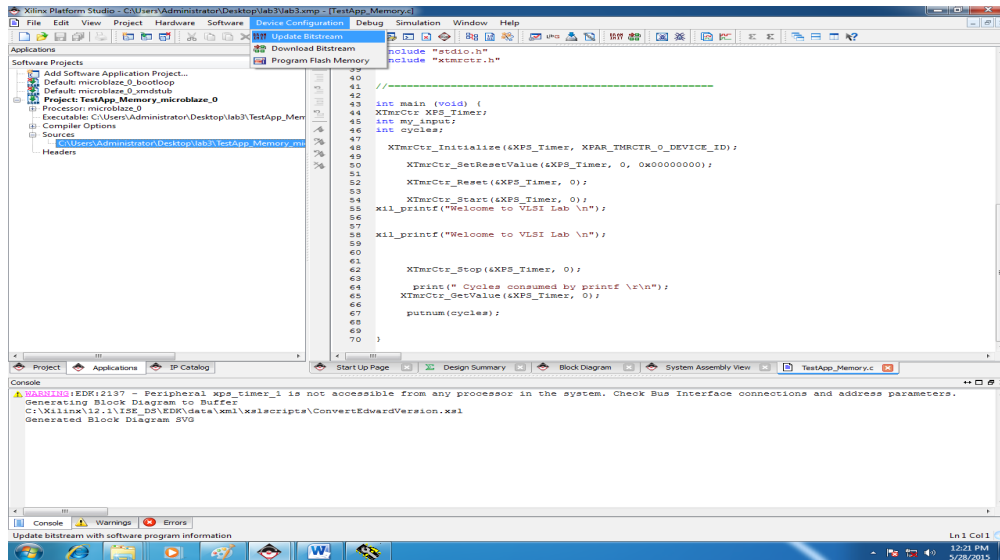 Xilinx Platform Studio - C:\Users\Administrator\Desktop\lab3\lab3.xmp - [TestApp_Memory.c]
File Edit View Project Hardware Software Device Configuration Debug Simulation Window Help
Update Bitstream
Download Bitstream
Program Flash Memory
Applications
Software Projects
Add Software Application Project...
Default: microblaze_0_bootloop
Default: microblaze_0_xmdstub
Project: TestApp_Memory_microblaze_0
Processor: microblaze_0
Executable: C:\Users\Administrator\Desktop\lab3\TestApp_Mem
Compiler Options
Sources
C:\Users\Administrator\Desktop\lab3\TestApp_Memory_mi
Headers
nclude "stdio.h"
nclude "xtmrctr.h"
39
40
41 //----------------------------------------------------
42
43 int main (void) {
44 XTmrCtr XPS_Timer;
45 int my_input;
46 int cycles;
47
48 XTmrCtr_Initialize(&XPS_Timer, XPAR_TMRCTR_0_DEVICE_ID);
49
50 XTmrCtr_SetResetValue(&XPS_Timer, 0, 0x00000000);
51
52 XTmrCtr_Reset(&XPS_Timer, 0);
53
54 XTmrCtr_Start(&XPS_Timer, 0);
55 xil_printf("Welcome to VLSI Lab \n");
56
57
58 xil_printf("Welcome to VLSI Lab \n");
59
60
61
62 XTmrCtr_Stop(&XPS_Timer, 0);
63
64 print(" Cycles consumed by printf \r\n");
65 XTmrCtr_GetValue(&XPS_Timer, 0);
66
67 putnum(cycles);
68
69
70 }
Project Applications IP Catalog
Start Up Page Design Summary Block Diagram System Assembly View TestApp_Memory.c
Console
WARNING:EDK:2137 - Peripheral xps_timer_1 is not accessible from any processor in the system. Check Bus Interface connections and address parameters.
Generating Block Diagram to Buffer
C:\Xilinx\12.1\ISE_DS\EDK\data\xml\xslscripts\ConvertEdwardVersion.xsl
Generated Block Diagram SVG
Console Warnings Errors
Update bitstream with software program information
Ln 1 Col 1
12:21 PM
5/28/2015